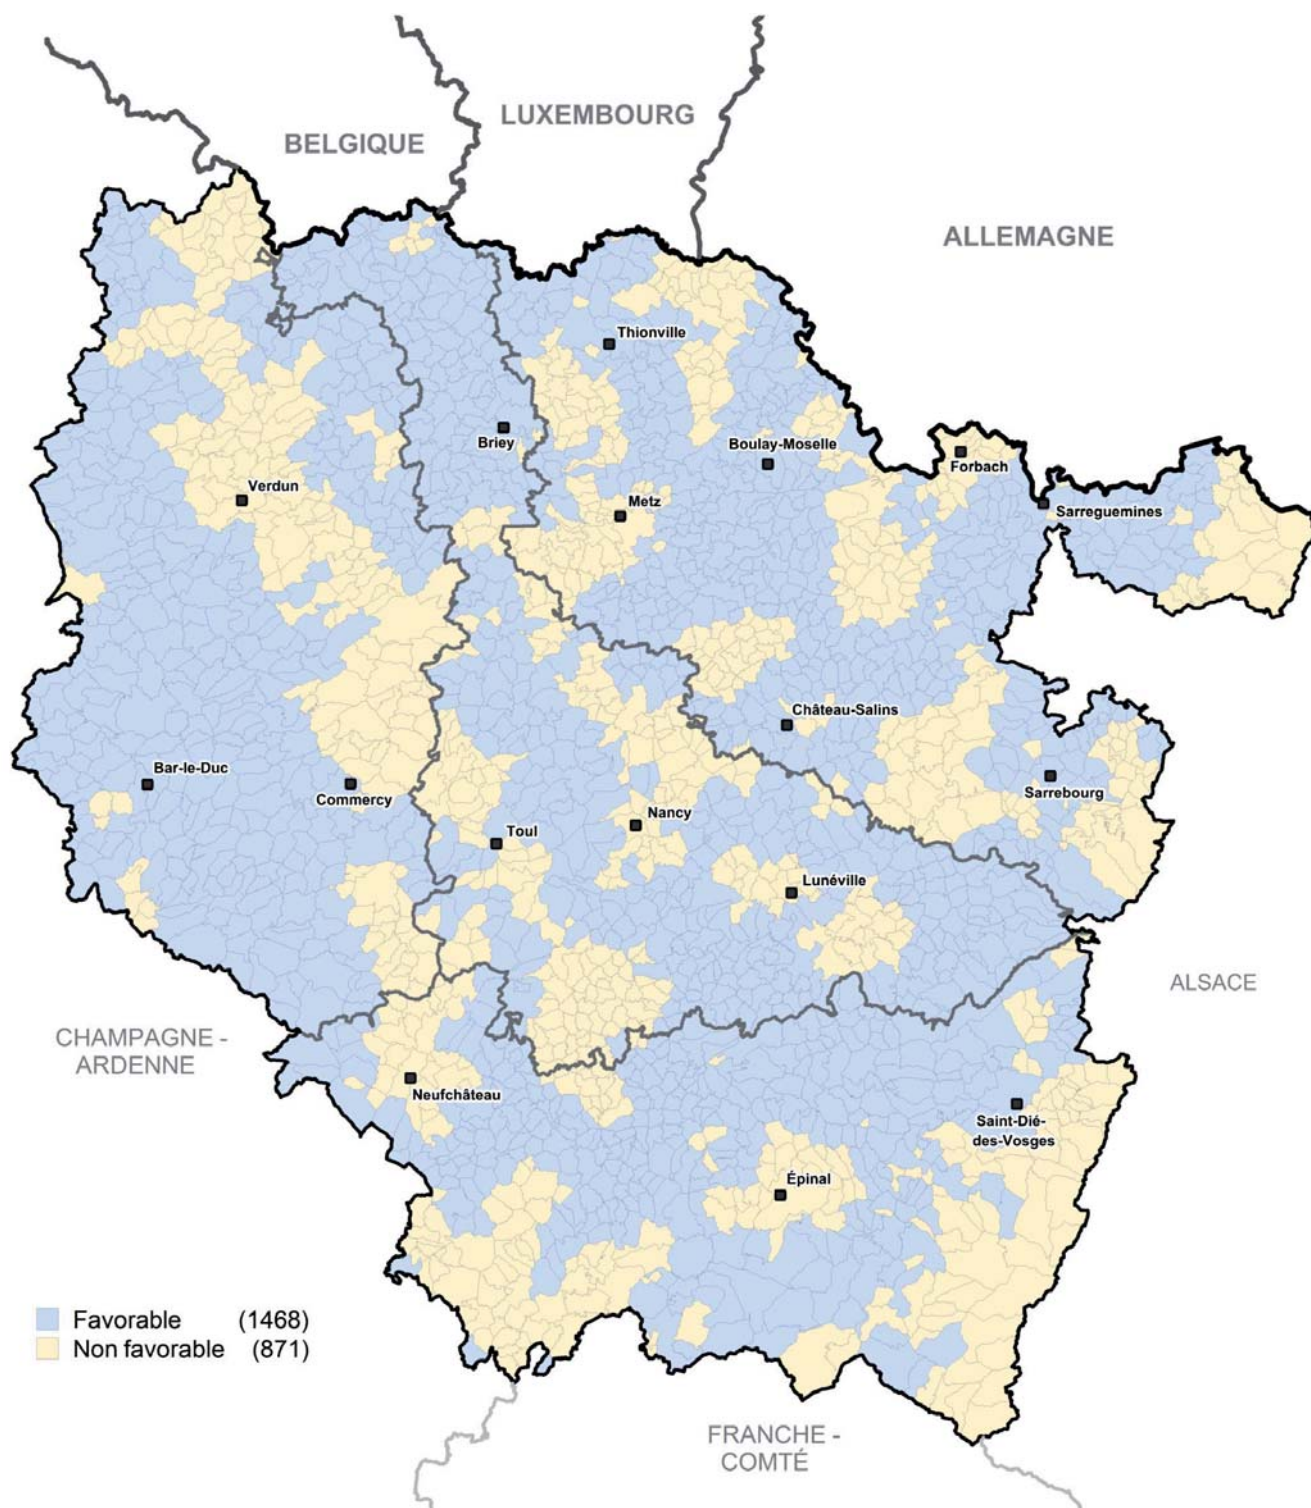 LUXEMBOURG
BELGIQUE
ALLEMAGNE
Thionville
Briey
Boulay-Moselle
Forbach
Verdun
Metz
Sarreguemines
Château-Salins
Bar-le-Duc
Commercy
Sarrebourg
Nancy
Toul
Lunéville
ALSACE
CHAMPAGNE -
ARDENNE
Neufchâteau
Saint-Dié-
des-Vosges
Épinal
Favorable (1468)
Non favorable (871)
FRANCHE -
COMTÉ